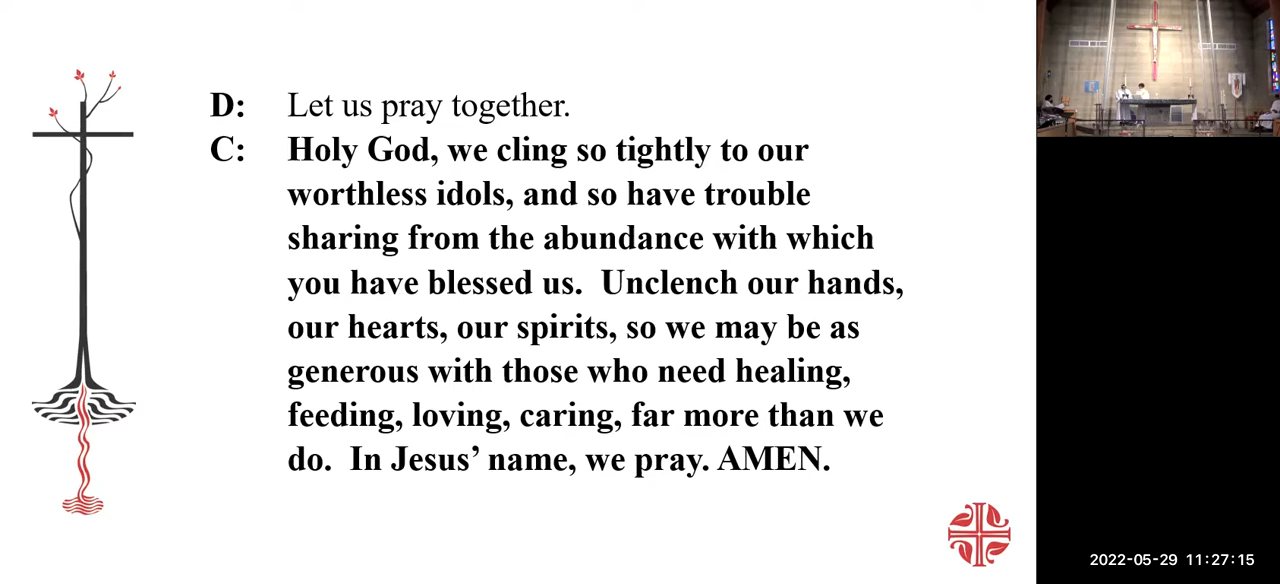 D: Let us pray together.
C: Holy God, we cling so tightly to our
worthless idols, and so have trouble
sharing from the abundance with which
you have blessed us.  Unclench our hands,
our hearts, our spirits, so we may be as
generous with those who need healing,
feeding, loving, caring, far more than we
do.  In Jesus’ name, we pray. AMEN.
2022-05-29 11:27:15